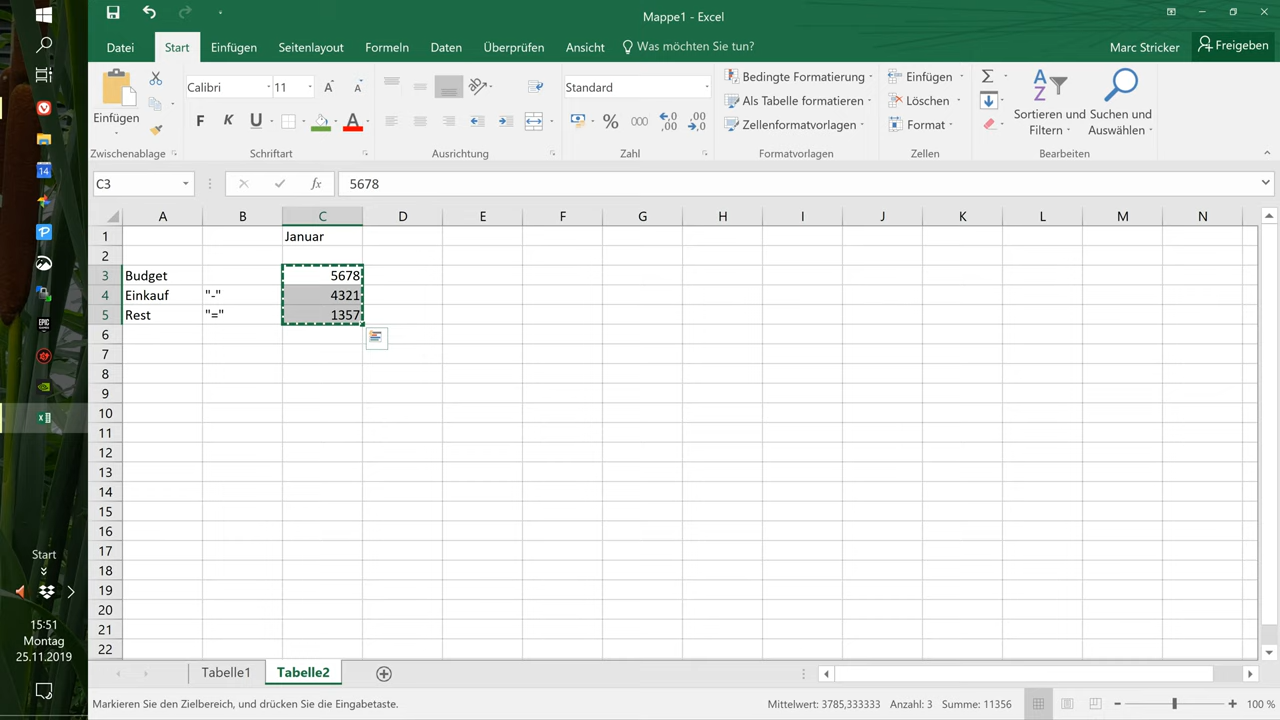 Mappe1 - Excel
Datei Start Einfügen Seitenlayout Formeln Daten Überprüfen Ansicht Was möchten Sie tun? Marc Stricker Freigeben
Einfügen
Zwischenablage
Calibri 11
F K U A
Schriftart
Ausrichtung
Standard
% 000
Zahl
Bedingte Formatierung
Als Tabelle formatieren
Zellenformatvorlagen
Formatvorlagen
Einfügen
Löschen
Format
Zellen
Sortieren und Filtern
Suchen und Auswählen
Bearbeiten
C3 fx 5678
A B C D E F G H I J K L M N
1 Januar
2
3 Budget 5678
4 Einkauf "-" 4321
5 Rest "=" 1357
6
7
8
9
10
11
12
13
14
15
16
17
18
19
20
21
22
Tabelle1 Tabelle2
Markieren Sie den Zielbereich, und drücken Sie die Eingabetaste. Mittelwert: 3785,333333 Anzahl: 3 Summe: 11356 100 %
14
EPIC
Start
15:51
Montag
25.11.2019